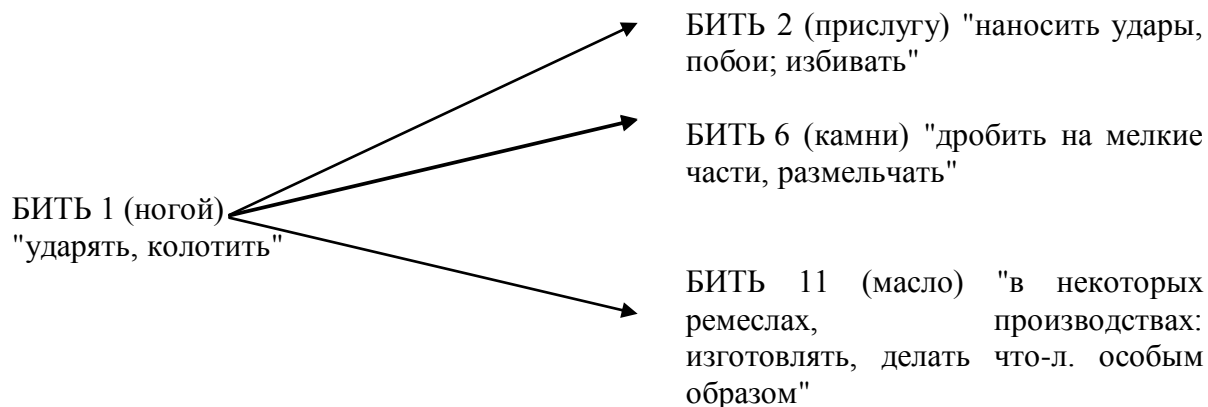 БИТЬ 2 (прислугу) "наносить удары,
побои; избивать"
БИТЬ 6 (камни) "дробить на мелкие
части, размельчать"
БИТЬ 1 (ногой)
"ударять, колотить"
БИТЬ 11 (масло) "в некоторых
ремеслах, производствах:
изготовлять, делать что-л. особым
образом"